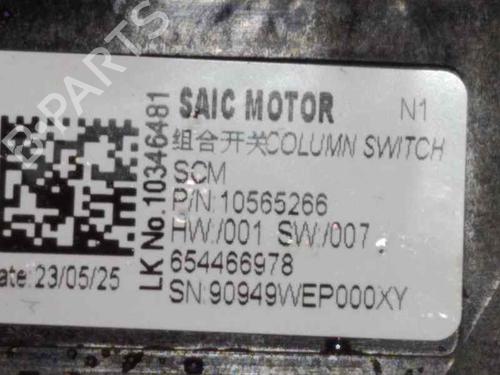 SAIC MOTOR N1
组合开关COLUMN SWITCH
SCM
P/N:10565266
HW:/001 SW:/007
654466978
SN:90949WEP000XY
LK No.10346481
ate:23/05/25
B-PARTS